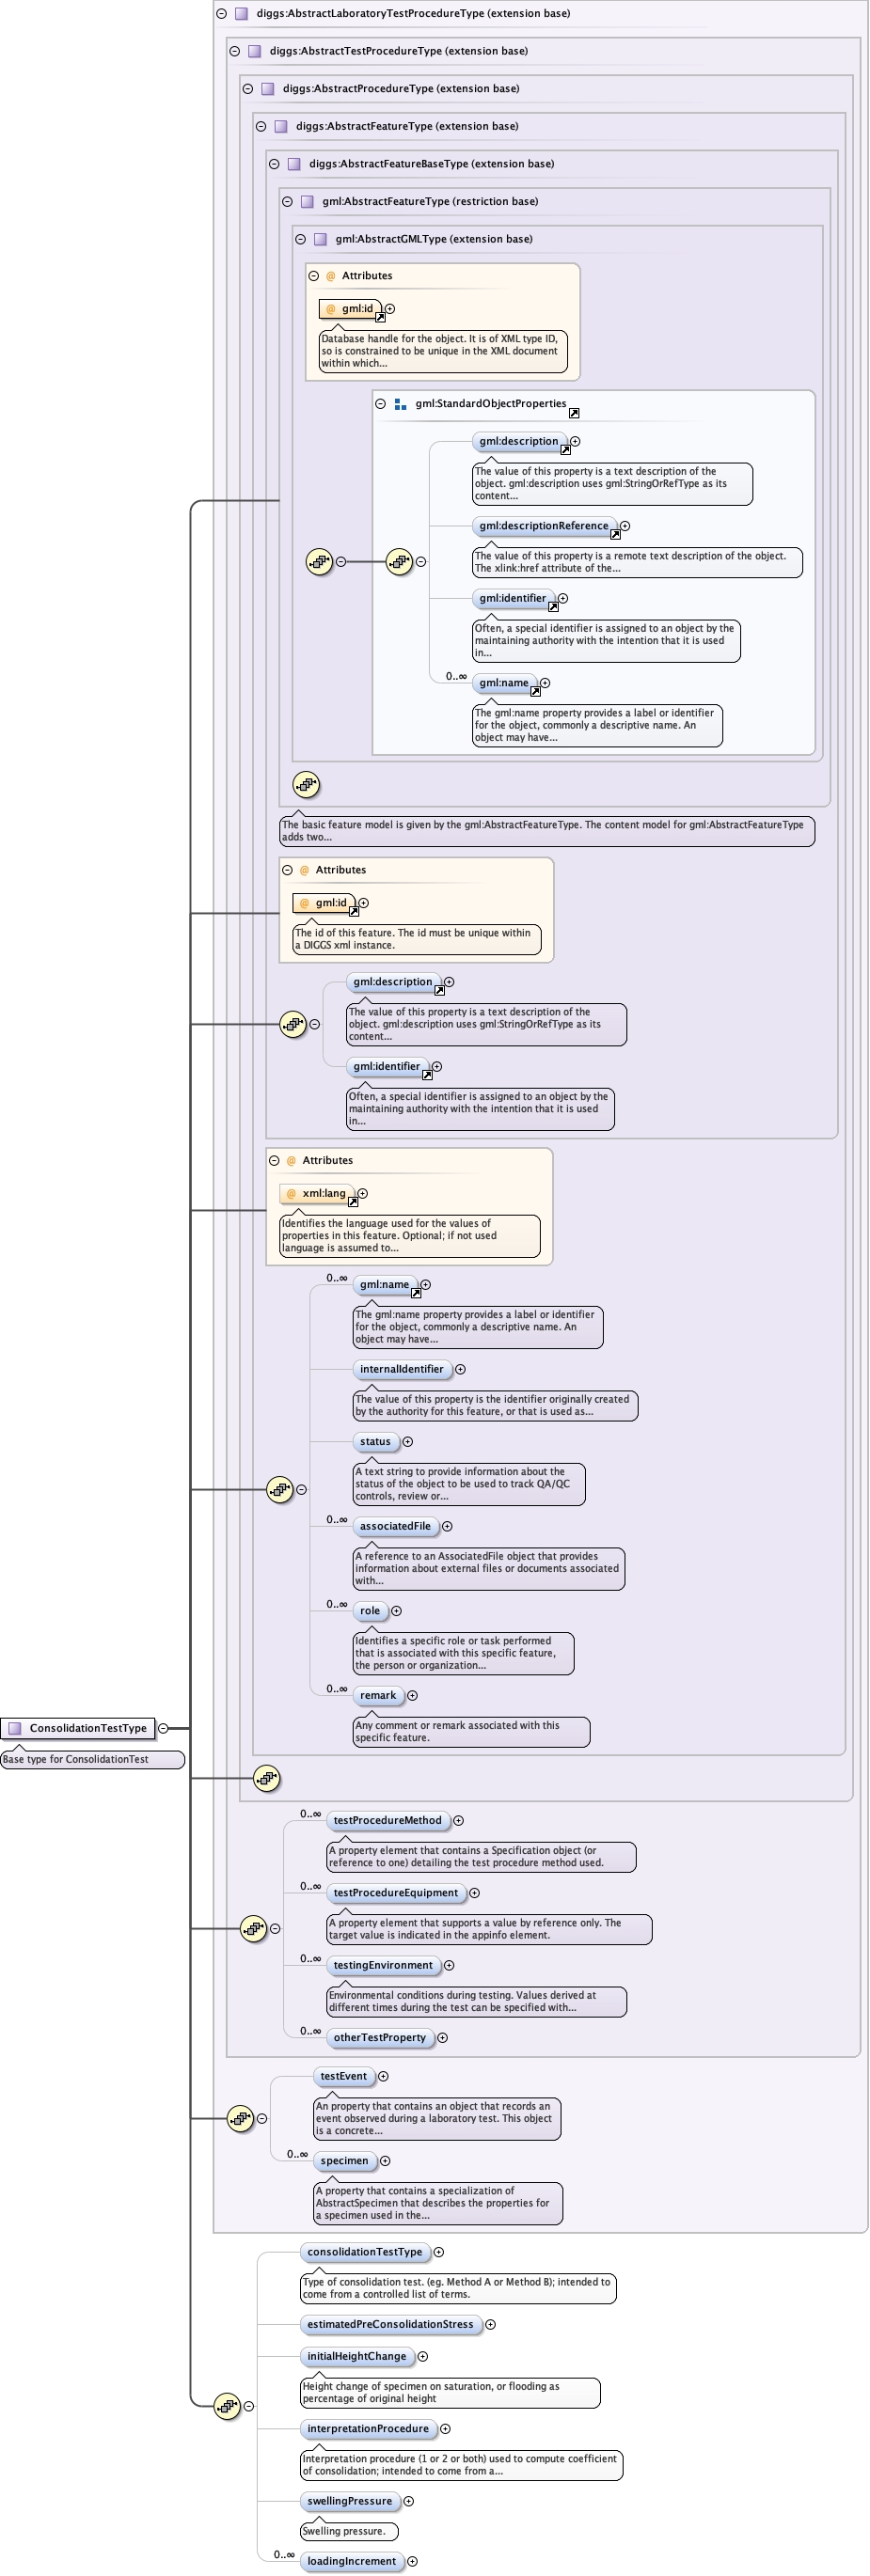 diggs:AbstractLaboratoryTestProcedureType (extension base)
diggs:AbstractTestProcedureType (extension base)
diggs:AbstractProcedureType (extension base)
diggs:AbstractFeatureType (extension base)
diggs:AbstractFeatureBaseType (extension base)
gml:AbstractFeatureType (restriction base)
gml:AbstractGMLType (extension base)
@ Attributes
@ gml:id
Database handle for the object. It is of XML type ID,
so is constrained to be unique in the XML document
within which...
gml:StandardObjectProperties
gml:description
The value of this property is a text description of the
object. gml:description uses gml:StringOrRefType as its
content...
gml:descriptionReference
The value of this property is a remote text description of the object.
The xlink:href attribute of the...
gml:identifier
Often, a special identifier is assigned to an object by the
maintaining authority with the intention that it is used
in...
0..∞
gml:name
The gml:name property provides a label or identifier
for the object, commonly a descriptive name. An
object may have...
The basic feature model is given by the gml:AbstractFeatureType. The content model for gml:AbstractFeatureType
adds two...
@ Attributes
@ gml:id
The id of this feature. The id must be unique within
a DIGGS xml instance.
gml:description
The value of this property is a text description of the
object. gml:description uses gml:StringOrRefType as its
content...
gml:identifier
Often, a special identifier is assigned to an object by the
maintaining authority with the intention that it is used
in...
@ Attributes
@ xml:lang
Identifies the language used for the values of
properties in this feature. Optional; if not used
language is assumed to...
0..∞
gml:name
The gml:name property provides a label or identifier
for the object, commonly a descriptive name. An
object may have...
internalIdentifier
The value of this property is the identifier originally created
by the authority for this feature, or that is used as...
status
A text string to provide information about the
status of the object to be used to track QA/QC
controls, review or...
0..∞
associatedFile
A reference to an AssociatedFile object that provides
information about external files or documents associated
with...
0..∞
role
Identifies a specific role or task performed
that is associated with this specific feature,
the person or organization...
0..∞
remark
Any comment or remark associated with this
specific feature.
ConsolidationTestType
Base type for ConsolidationTest
0..∞
testProcedureMethod
A property element that contains a Specification object (or
reference to one) detailing the test procedure method used.
0..∞
testProcedureEquipment
A property element that supports a value by reference only. The
target value is indicated in the appinfo element.
0..∞
testingEnvironment
Environmental conditions during testing. Values derived at
different times during the test can be specified with...
0..∞
otherTestProperty
testEvent
An property that contains an object that records an
event observed during a laboratory test. This object
is a concrete...
0..∞
specimen
A property that contains a specialization of
AbstractSpecimen that describes the properties for
a specimen used in the...
consolidationTestType
Type of consolidation test. (eg. Method A or Method B); intended to
come from a controlled list of terms.
estimatedPreConsolidationStress
initialHeightChange
Height change of specimen on saturation, or flooding as
percentage of original height
interpretationProcedure
Interpretation procedure (1 or 2 or both) used to compute coefficient
of consolidation; intended to come from a...
swellingPressure
Swelling pressure.
0..∞
loadingIncrement